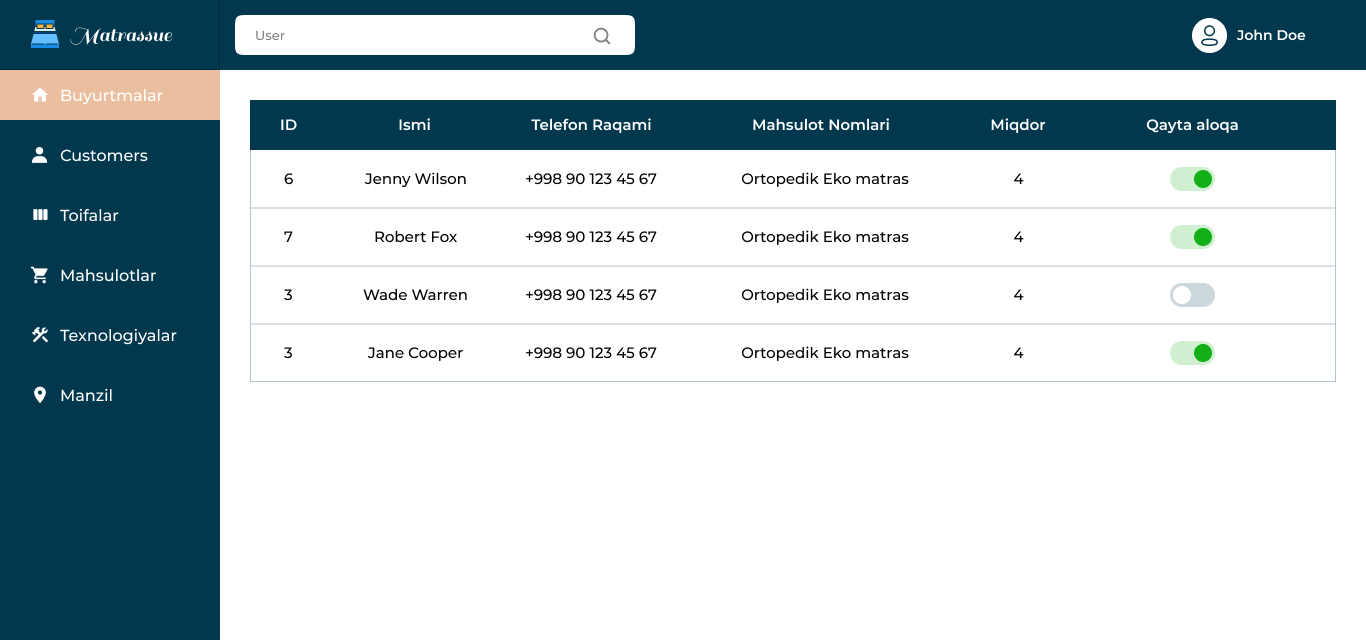 Matrassue
User
John Doe
Buyurtmalar
Customers
Toifalar
Mahsulotlar
Texnologiyalar
Manzil
ID Ismi Telefon Raqami Mahsulot Nomlari Miqdor Qayta aloqa
6 Jenny Wilson +998 90 123 45 67 Ortopedik Eko matras 4
7 Robert Fox +998 90 123 45 67 Ortopedik Eko matras 4
3 Wade Warren +998 90 123 45 67 Ortopedik Eko matras 4
3 Jane Cooper +998 90 123 45 67 Ortopedik Eko matras 4